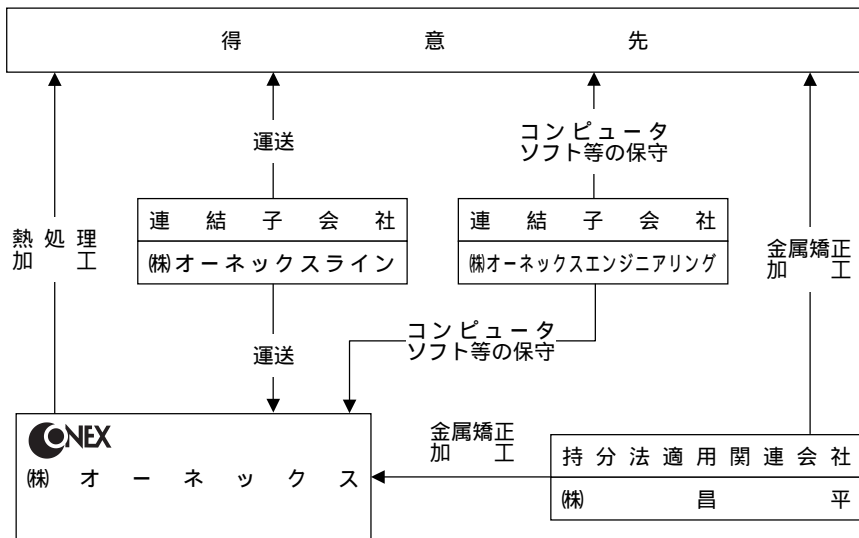 得意先
運送
コンピュータ
ソフト等の保守
連結子会社
㈱オーネックスライン
連結子会社
㈱オーネックスエンジニアリング
熱処理
加工
金属矯正
加工
運送
コンピュータ
ソフト等の保守
ONEX
㈱オーネックス
金属矯正
加工
持分法適用関連会社
㈱昌平